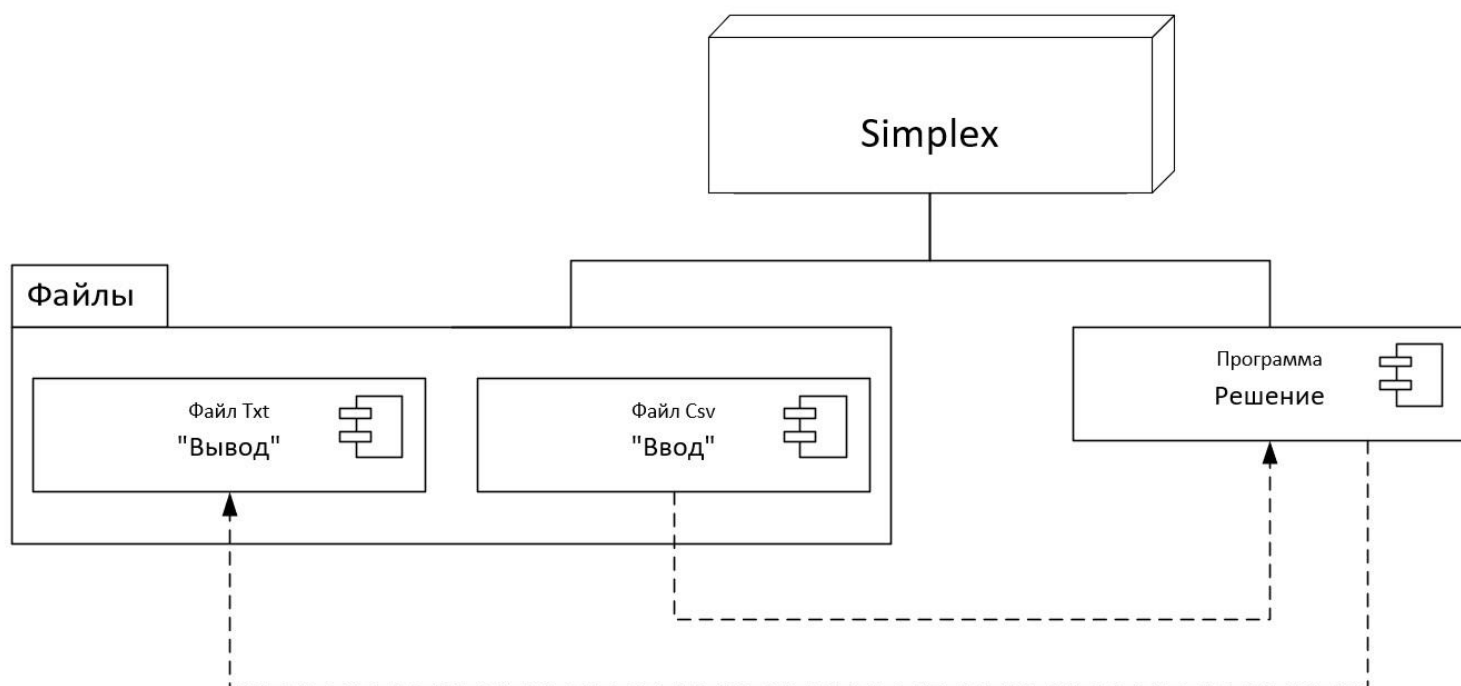 Simplex
Файлы
Файл Txt
"Вывод"
Файл Csv
"Ввод"
Программа
Решение